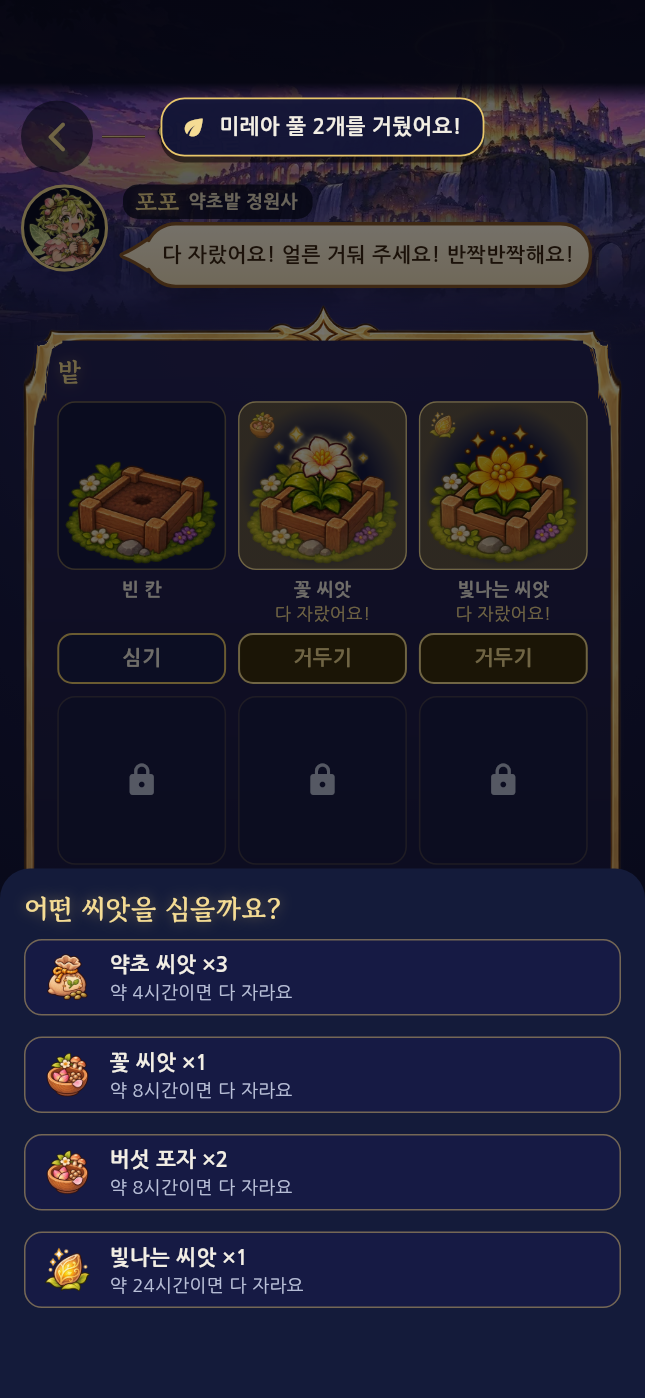 미레아 풀 2개를 거뒀어요!
포포 약초밭 정원사
다 자랐어요! 얼른 거둬 주세요! 반짝반짝해요!
밭
빈 칸
꽃 씨앗
빛나는 씨앗
다 자랐어요!
다 자랐어요!
심기
거두기
거두기
어떤 씨앗을 심을까요?
약초 씨앗 ×3
약 4시간이면 다 자라요
꽃 씨앗 ×1
약 8시간이면 다 자라요
버섯 포자 ×2
약 8시간이면 다 자라요
빛나는 씨앗 ×1
약 24시간이면 다 자라요